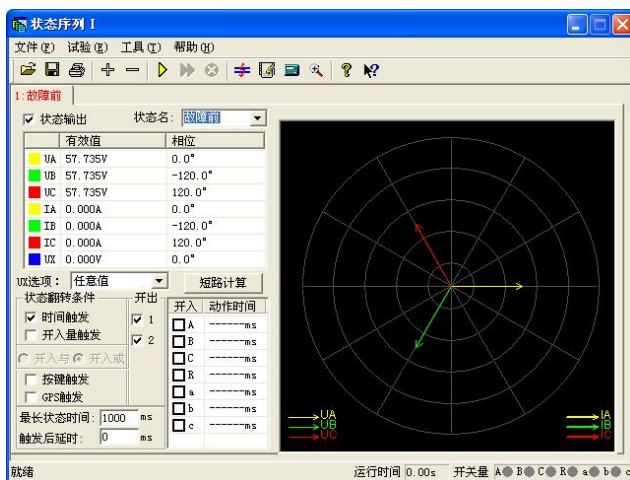 状态序列 I
文件(F) 试验(E) 工具(T) 帮助(H)
1:故障前
状态输出 状态名: 故障前
有效值 相位
UA 57.735V 0.0°
UB 57.735V -120.0°
UC 57.735V 120.0°
IA 0.000A 0.0°
IB 0.000A -120.0°
IC 0.000A 120.0°
UX 0.000V 0.0°
UX选项: 任意值 短路计算
状态翻转条件 开出 开入 动作时间
时间触发 1 A ------ms
开入量触发 2 B ------ms
开入与 开入或 C ------ms
R ------ms
按键触发 a ------ms
GPS触发 b ------ms
最长状态时间: 1000 ms c ------ms
触发后延时: 0 ms
UA IA
UB IB
UC IC
就绪 运行时间 0.00s 开关量 A B C R a b c